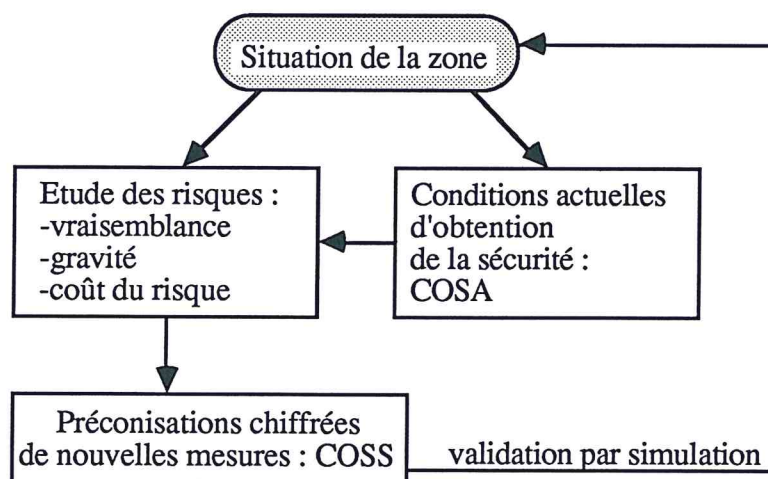 Situation de la zone
Etude des risques :
-vraisemblance
-gravité
-coût du risque
Conditions actuelles
d'obtention
de la sécurité :
COSA
Préconisations chiffrées
de nouvelles mesures : COSS
validation par simulation